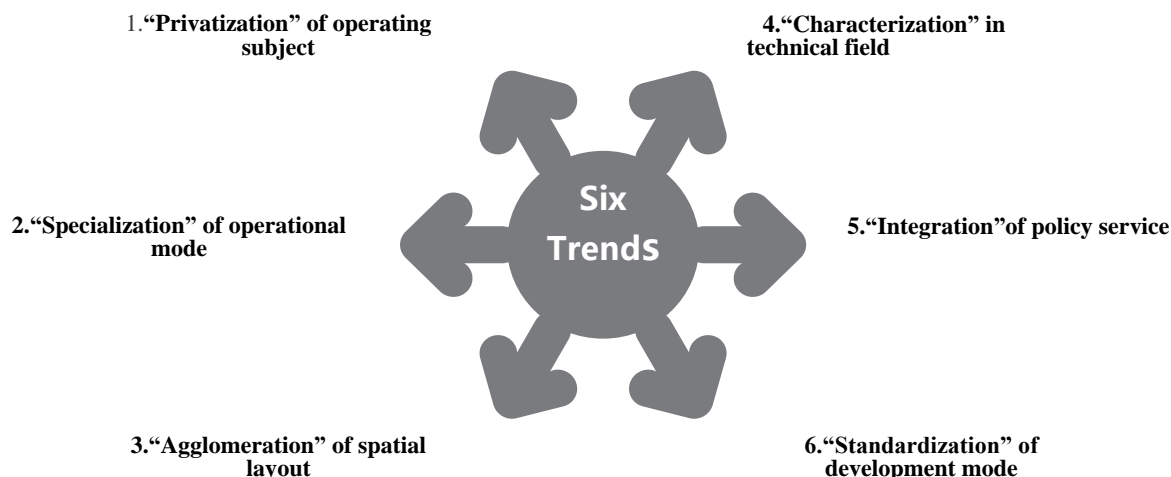 1.“Privatization” of operating
subject
2.“Specialization” of operational
mode
3.“Agglomeration” of spatial
layout
Six
Trends
4.“Characterization” in
technical field
5.“Integration”of policy service
6.“Standardization” of
development mode